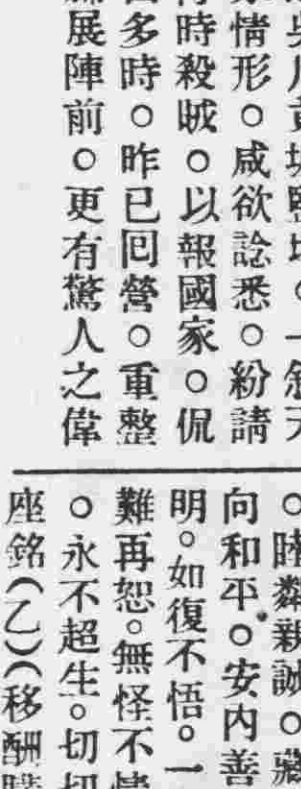 情形。咸欲諗悉。紛請
時殺賊。以報國家。侃
多時。昨已回營。重整
展陣前。更有驚人之偉
。睦鄰親誠。藏
向和平。安內善
明。如復不悟。一
難再恕。無怪不情
。永不超生。切切
座銘(乙)(移酬